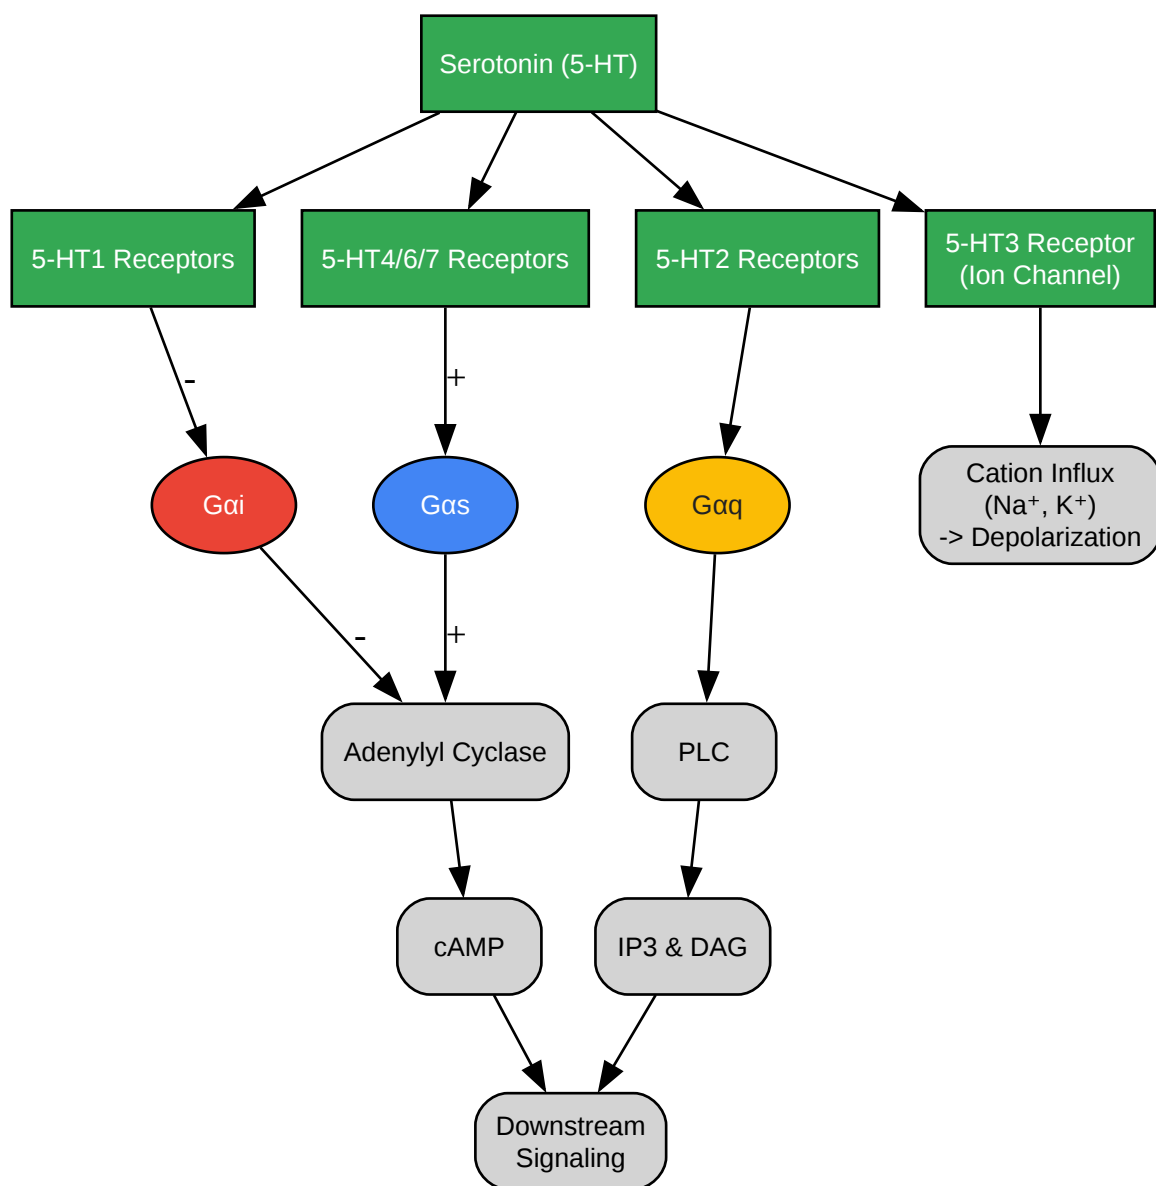 Serotonin (5-HT)
5-HT1 Receptors
5-HT4/6/7 Receptors
5-HT2 Receptors
5-HT3 Receptor
(Ion Channel)
-
+
Gαi
Gαs
Gαq
Cation Influx
(Na⁺, K⁺)
-> Depolarization
-
+
Adenylyl Cyclase
PLC
cAMP
IP3 & DAG
Downstream
Signaling